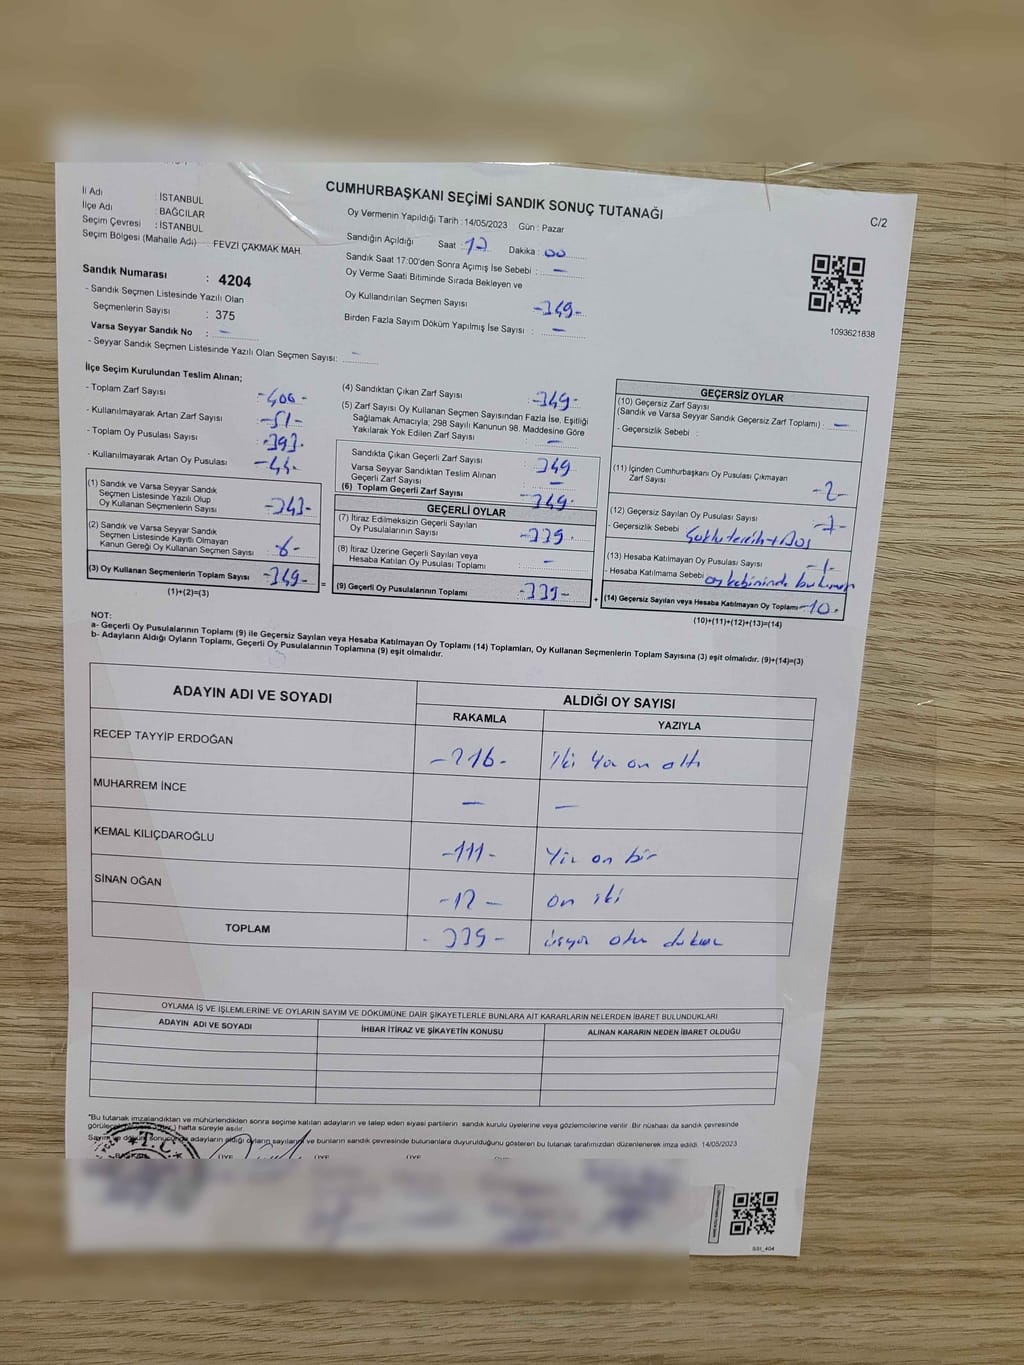 CUMHURBAŞKANI SEÇİMİ SANDIK SONUÇ TUTANAĞI
C/2
İl Adı : İSTANBUL
İlçe Adı : BAĞCILAR
Seçim Çevresi : İSTANBUL
Seçim Bölgesi (Mahalle Adı) : FEVZİ ÇAKMAK MAH.
Sandık Numarası : 4204
- Sandık Seçmen Listesinde Yazılı Olan
Seçmenlerin Sayısı : 375
Varsa Seyyar Sandık No : -
- Seyyar Sandık Seçmen Listesinde Yazılı Olan Seçmen Sayısı: -
Oy Vermenin Yapıldığı Tarih : 14/05/2023 Gün : Pazar
Sandığın Açıldığı Saat : 17 Dakika : 00
Sandık Saat 17:00'den Sonra Açımış İse Sebebi : -
Oy Verme Saati Bitiminde Sırada Bekleyen ve
Oy Kullandırılan Seçmen Sayısı -349-
Birden Fazla Sayım Döküm Yapılmış İse Sayısı : -
1093621838
İlçe Seçim Kurulundan Teslim Alınan;
- Toplam Zarf Sayısı -400-
- Kullanılmayarak Artan Zarf Sayısı -51-
- Toplam Oy Pusulası Sayısı -393-
- Kullanılmayarak Artan Oy Pusulası -44-
(1) Sandık ve Varsa Seyyar Sandık
Seçmen Listesinde Yazılı Olup
Oy Kullanan Seçmenlerin Sayısı -343-
(2) Sandık ve Varsa Seyyar Sandık
Seçmen Listesinde Kayıtlı Olmayan
Kanun Gereği Oy Kullanan Seçmen Sayısı : -6-
(3) Oy Kullanan Seçmenlerin Toplam Sayısı -349-
(1)+(2)=(3)
(4) Sandıktan Çıkan Zarf Sayısı : -349-
(5) Zarf Sayısı Oy Kullanan Seçmen Sayısından Fazla İse, Eşitliği
Sağlamak Amacıyla; 298 Sayılı Kanunun 98. Maddesine Göre
Yakılarak Yok Edilen Zarf Sayısı : -
Sandıkta Çıkan Geçerli Zarf Sayısı : 349
Varsa Seyyar Sandıktan Teslim Alınan
Geçerli Zarf Sayısı : -
(6) Toplam Geçerli Zarf Sayısı -349-
GEÇERLİ OYLAR
(7) İtiraz Edilmeksizin Geçerli Sayılan
Oy Pusulalarının Sayısı -339-
(8) İtiraz Üzerine Geçerli Sayılan veya
Hesaba Katılan Oy Pusulası Toplamı -
(9) Geçerli Oy Pusulalarının Toplamı -339-
GEÇERSİZ OYLAR
(10) Geçersiz Zarf Sayısı
(Sandık ve Varsa Seyyar Sandık Geçersiz Zarf Toplamı) : -
- Geçersizlik Sebebi :
(11) İçinden Cumhurbaşkanı Oy Pusulası Çıkmayan
Zarf Sayısı -2-
(12) Geçersiz Sayılan Oy Pusulası Sayısı -7-
- Geçersizlik Sebebi
(13) Hesaba Katılmayan Oy Pusulası Sayısı -1-
- Hesaba Katılmama Sebebi
(14) Geçersiz Sayılan veya Hesaba Katılmayan Oy Toplamı -10-
(10)+(11)+(12)+(13)=(14)
NOT:
a- Geçerli Oy Pusulalarının Toplamı (9) ile Geçersiz Sayılan veya Hesaba Katılmayan Oy Toplamı (14) Toplamları, Oy Kullanan Seçmenlerin Toplam Sayısına (3) eşit olmalıdır. (9)+(14)=(3)
b- Adayların Aldığı Oyların Toplamı, Geçerli Oy Pusulalarının Toplamına (9) eşit olmalıdır.
ADAYIN ADI VE SOYADI ALDIĞI OY SAYISI
RAKAMLA YAZIYLA
RECEP TAYYİP ERDOĞAN -216- iki yüz on altı
MUHARREM İNCE - -
KEMAL KILIÇDAROĞLU -111- Yüz on bir
SİNAN OĞAN -12- on iki
TOPLAM -339- üçyüz otuz dokuz
OYLAMA İŞ VE İŞLEMLERİNE VE OYLARIN SAYIM VE DÖKÜMÜNE DAİR ŞİKAYETLERLE BUNLARA AİT KARARLARIN NELERDEN İBARET BULUNDUKLARI
ADAYIN ADI VE SOYADI İHBAR İTİRAZ VE ŞİKAYETİN KONUSU ALINAN KARARIN NEDEN İBARET OLDUĞU
"Bu tutanak imzalandıktan ve mühürlendikten sonra seçime katılan adayların ve talep eden siyasi partilerin sandık kurulu üyelerine veya gözlemcilerine verilir. Bir nüshası da sandık çevresinde
) hafta süreyle asılır.
adayların aldığı oyların sayılarını ve bunların sandık çevresinde bulunanlara duyurulduğunu gösteren bu tutanak tarafımızdan düzenlenerek imza edildi. 14/05/2023
T.C.
ÜYE ÜYE ÜYE
SSI_404